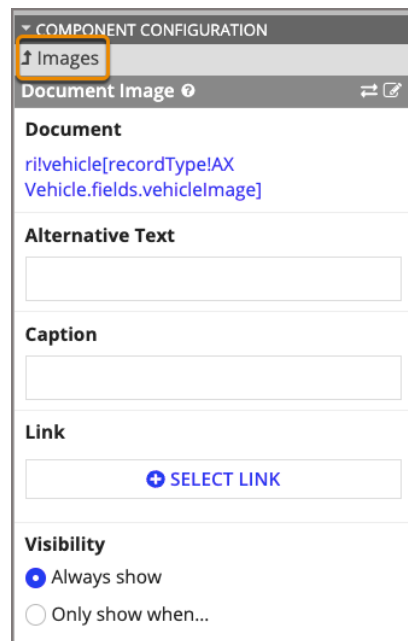 COMPONENT CONFIGURATION
Images
Document Image
Document
ri!vehicle[recordType!AX
Vehicle.fields.vehicleImage]
Alternative Text
Caption
Link
SELECT LINK
Visibility
Always show
Only show when...